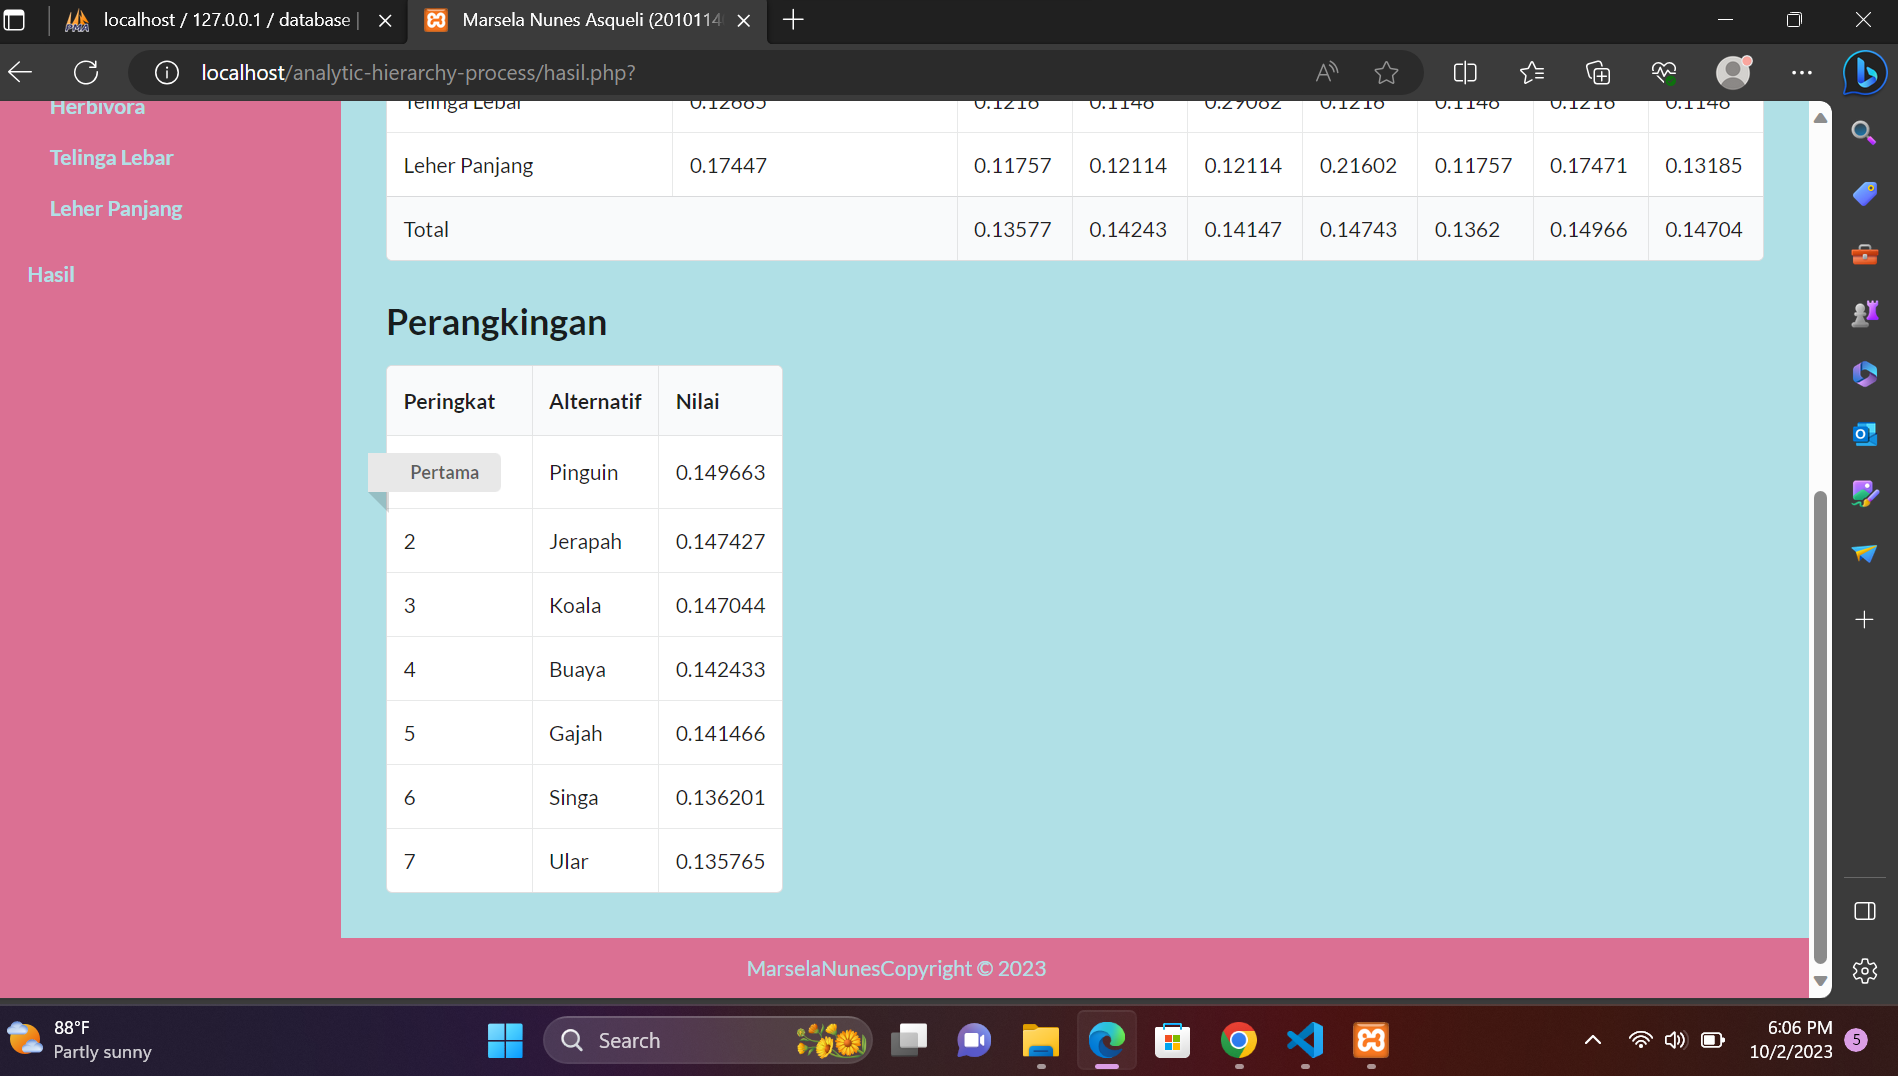 localhost / 127.0.0.1 / database |
Marsela Nunes Asqueli (2010114
localhost/analytic-hierarchy-process/hasil.php?
Herbivora
Telinga Lebar
Leher Panjang
Hasil
Telinga Lebar 0.12685 0.1216 0.1148 0.29082 0.1216 0.1148 0.1216 0.1148
Leher Panjang 0.17447 0.11757 0.12114 0.12114 0.21602 0.11757 0.17471 0.13185
Total 0.13577 0.14243 0.14147 0.14743 0.1362 0.14966 0.14704
Perangkingan
Peringkat Alternatif Nilai
Pertama Pinguin 0.149663
2 Jerapah 0.147427
3 Koala 0.147044
4 Buaya 0.142433
5 Gajah 0.141466
6 Singa 0.136201
7 Ular 0.135765
MarselaNunesCopyright © 2023
88°F
Partly sunny
Search
6:06 PM
10/2/2023
5